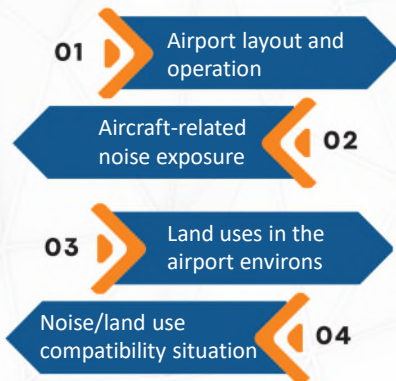 01
Airport layout and
operation
Aircraft-related
noise exposure
02
03
Land uses in the
airport environs
Noise/land use
compatibility situation
04